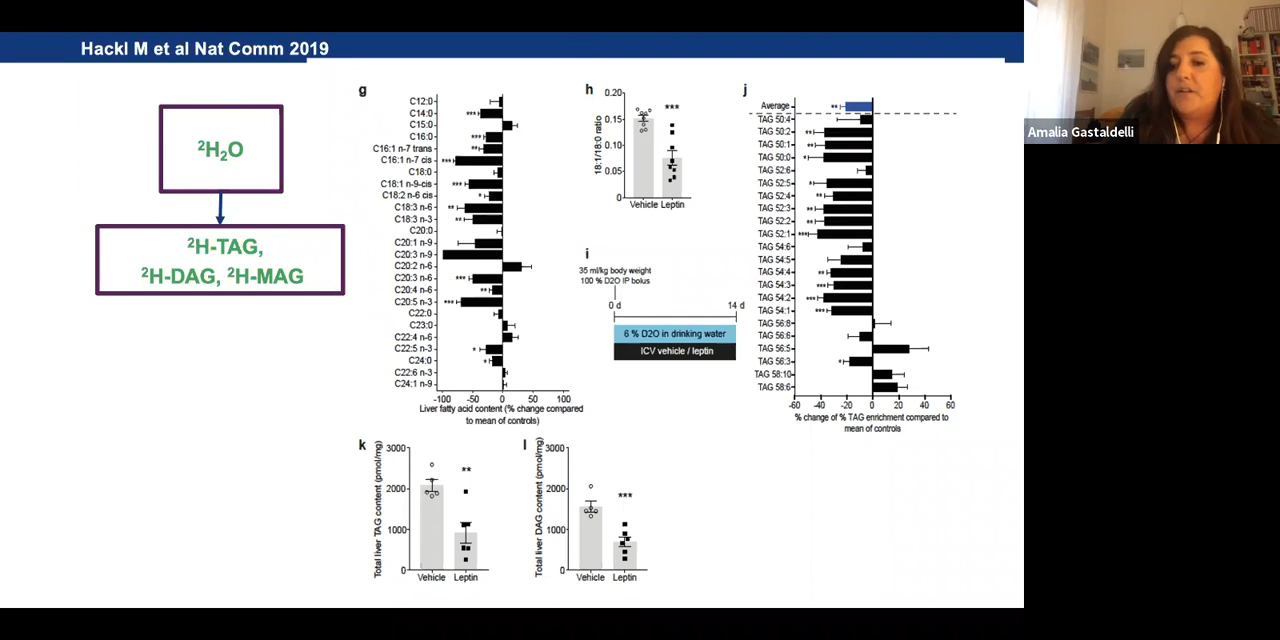 Hackl M et al Nat Comm 2019
Amalia Gastaldelli
²H₂O
²H-TAG,
²H-DAG, ²H-MAG
g
C12:0
C14:0
***
C15:0
C16:0
***
C16:1 n-7 trans
**
C16:1 n-7 cis
***
C18:0
C18:1 n-9-cis
***
C18:2 n-6 cis
*
C18:3 n-6
**
C18:3 n-3
**
C20:0
C20:1 n-9
C20:3 n-9
C20:2 n-6
C20:3 n-6
***
C20:4 n-6
**
C20:5 n-3
***
C22:0
C23:0
C22:4 n-6
C22:5 n-3
*
C24:0
*
C22:6 n-3
C24:1 n-9
-100 -50 0 50 100
Liver fatty acid content (% change compared
to mean of controls)
h
18:1/18:0 ratio
0.20
0.15
0.10
0.05
0
***
Vehicle Leptin
i
35 ml/kg body weight
100 % D2O IP bolus
0 d
14 d
6 % D2O in drinking water
ICV vehicle / leptin
j
Average
**
TAG 50:4
TAG 50:2
**
TAG 50:1
**
TAG 50:0
*
TAG 52:6
TAG 52:5
*
TAG 52:4
**
TAG 52:3
**
TAG 52:2
**
TAG 52:1
***
TAG 54:6
TAG 54:5
TAG 54:4
**
TAG 54:3
***
TAG 54:2
***
TAG 54:1
***
TAG 56:8
TAG 56:6
TAG 56:5
TAG 56:3
*
TAG 58:10
TAG 58:6
-60 -40 -20 0 20 40 60
% change of % TAG enrichment compared to
mean of controls
k
Total liver TAG content (pmol/mg)
3000
2000
1000
0
**
Vehicle Leptin
l
Total liver DAG content (pmol/mg)
3000
2000
1000
0
***
Vehicle Leptin